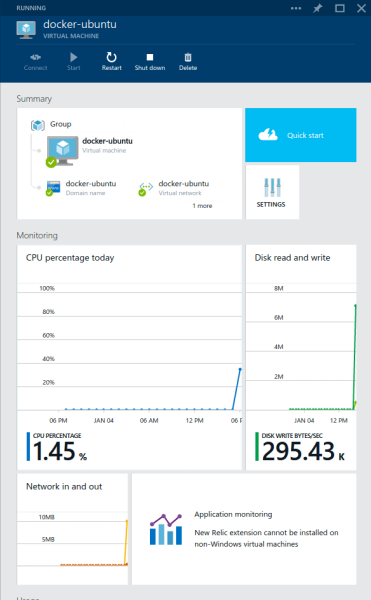 RUNNING
docker-ubuntu
VIRTUAL MACHINE
Connect Start Restart Shut down Delete
Summary
Group
docker-ubuntu
Virtual machine
docker-ubuntu
Domain name
docker-ubuntu
Virtual network
1 more
Quick start
SETTINGS
Monitoring
CPU percentage today
100%
80%
60%
40%
20%
06 PM JAN 04 06 AM 12 PM 06 P
CPU PERCENTAGE
1.45 %
Disk read and write
8M
6M
4M
2M
JAN 04 12 PM
DISK WRITE BYTES/SEC
295.43 K
Network in and out
10MB
5MB
Application monitoring
New Relic extension cannot be installed on
non-Windows virtual machines